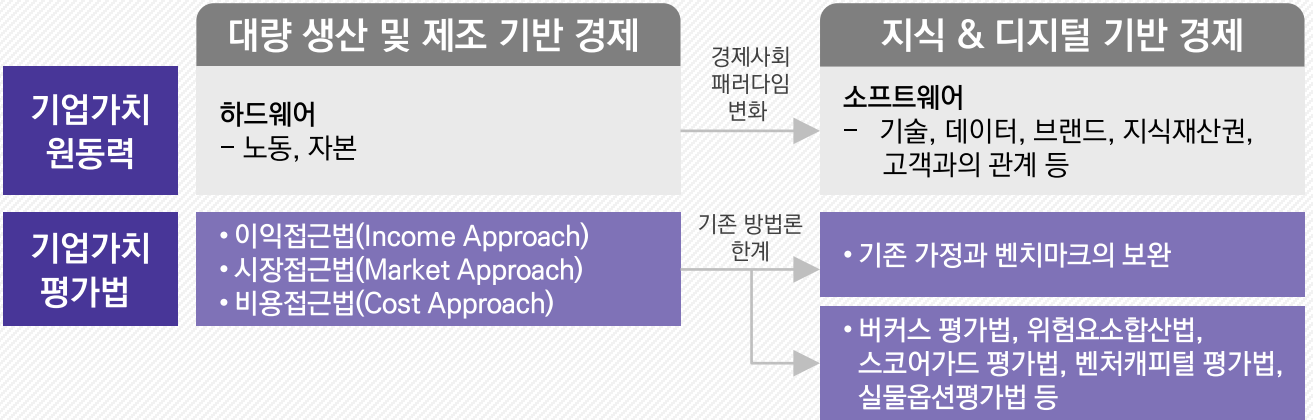 대량 생산 및 제조 기반 경제
지식 & 디지털 기반 경제
기업가치
원동력
하드웨어
– 노동, 자본
경제사회
패러다임
변화
소프트웨어
– 기술, 데이터, 브랜드, 지식재산권,
고객과의 관계 등
기업가치
평가법
• 이익접근법(Income Approach)
• 시장접근법(Market Approach)
• 비용접근법(Cost Approach)
기존 방법론
한계
• 기존 가정과 벤치마크의 보완
• 버커스 평가법, 위험요소합산법,
스코어가드 평가법, 벤처캐피털 평가법,
실물옵션평가법 등